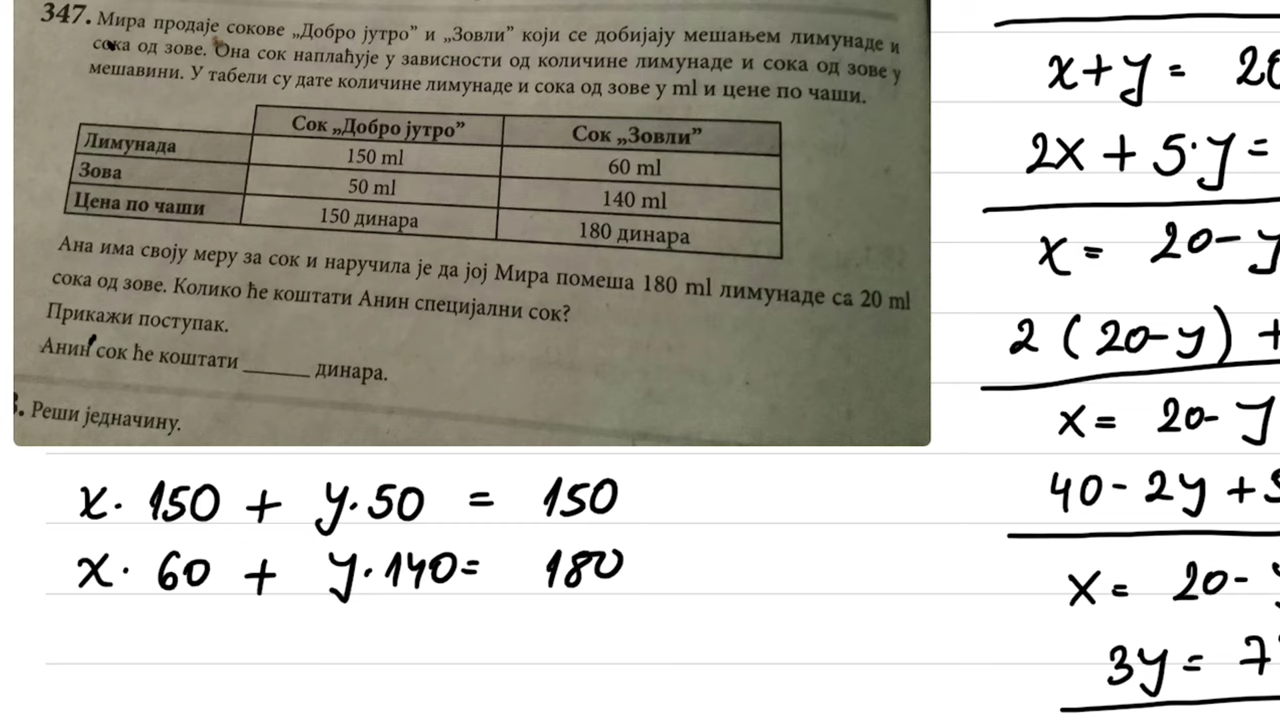 347. Мира продаје сокове „Добро јутро” и „Зовли” који се добијају мешањем лимунаде и
сока од зове. Она сок наплаћује у зависности од количине лимунаде и сока од зове у
мешавини. У табели су дате количине лимунаде и сока од зове у ml и цене по чаши.
Сок „Добро јутро” Сок „Зовли”
Лимунада 150 ml 60 ml
Зова 50 ml 140 ml
Цена по чаши 150 динара 180 динара
Ана има своју меру за сок и наручила је да јој Мира помеша 180 ml лимунаде са 20 ml
сока од зове. Колико ће коштати Анин специјални сок?
Прикажи поступак.
Анин сок ће коштати ______ динара.
Реши једначину.
x · 150 + y · 50 = 150
x · 60 + y · 140 = 180
x + y = 20
2x + 5 · y =
x = 20 - y
2 (20 - y) +
x = 20 - y
40 - 2y +
x = 20 -
3y = 7